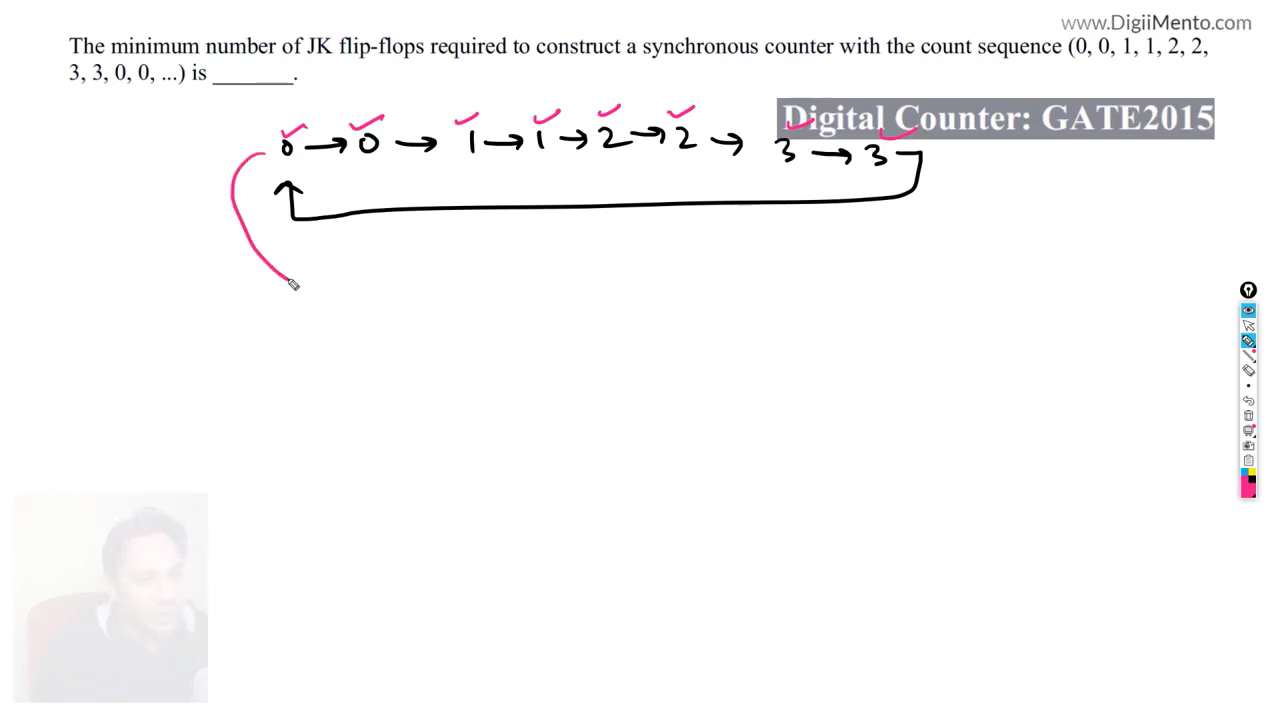 www.DigiiMento.com
The minimum number of JK flip-flops required to construct a synchronous counter with the count sequence (0, 0, 1, 1, 2, 2,
3, 3, 0, 0, ...) is _______.
Digital Counter: GATE2015
0 → 0 → 1 → 1 → 2 → 2 → 3 → 3